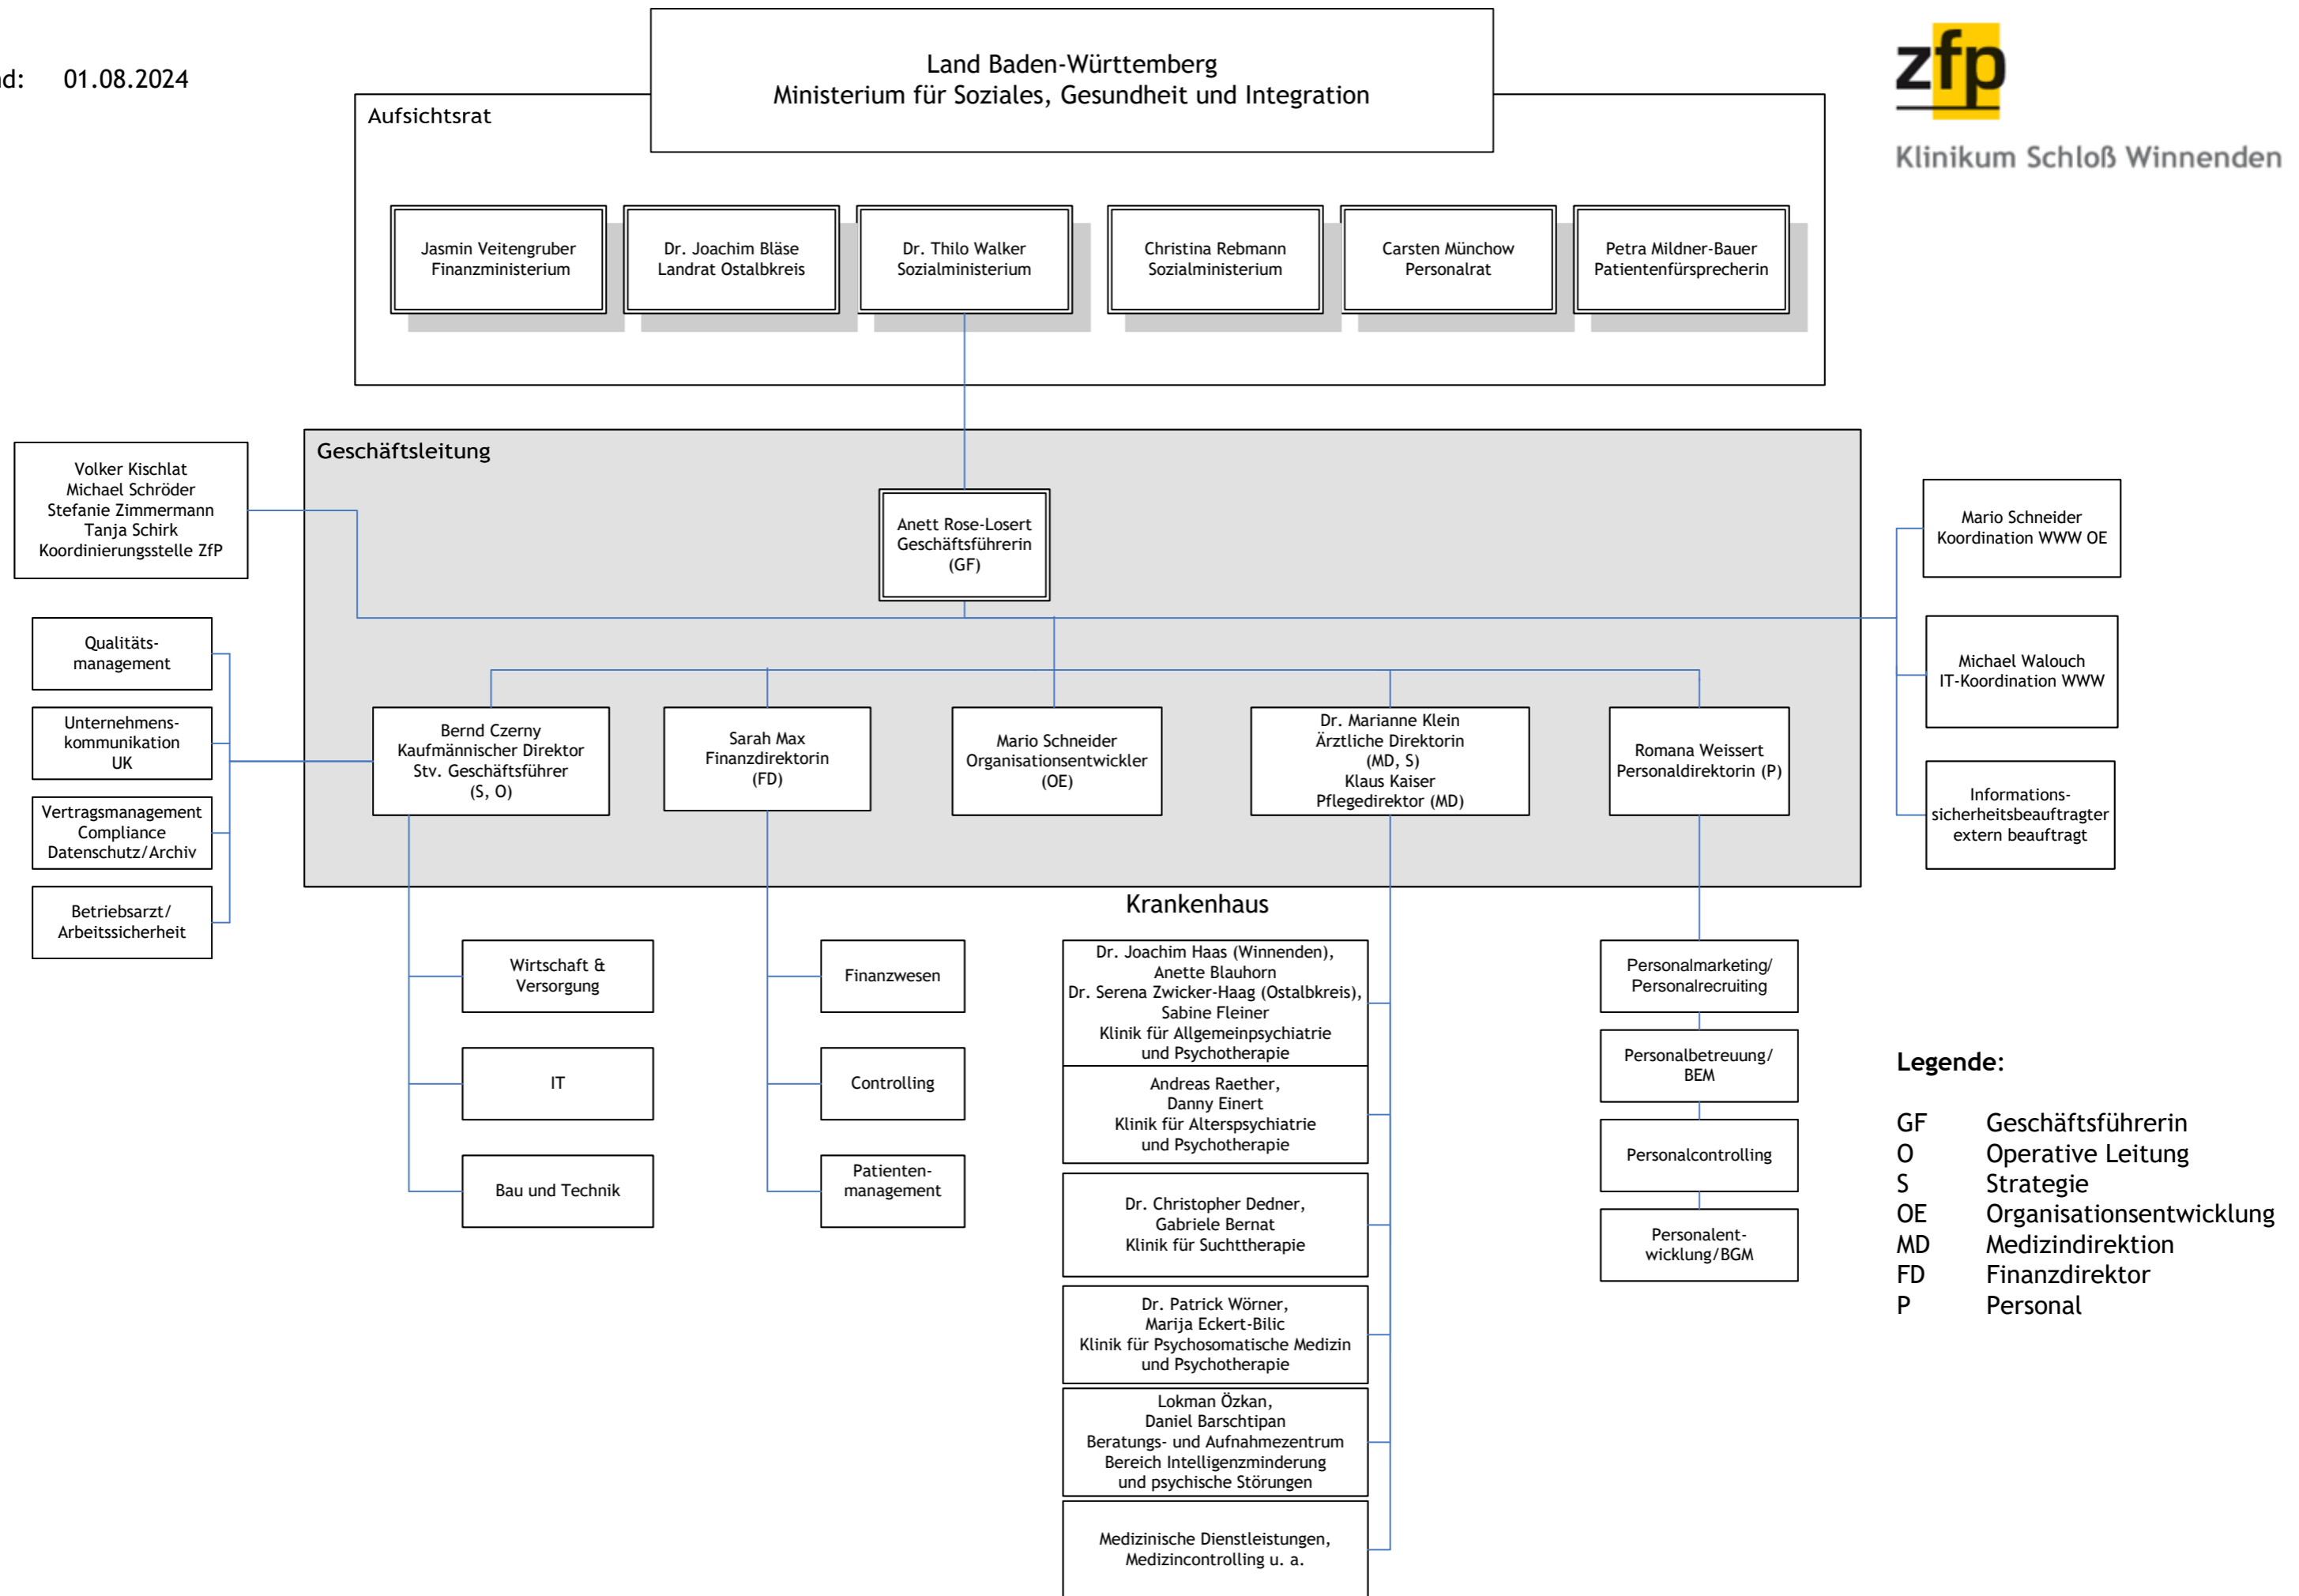 01.08.2024
Land Baden-Württemberg
Ministerium für Soziales, Gesundheit und Integration
zfp
Klinikum Schloß Winnenden
Aufsichtsrat
Jasmin Veitengruber
Finanzministerium
Dr. Joachim Bläse
Landrat Ostalbkreis
Dr. Thilo Walker
Sozialministerium
Christina Rebmann
Sozialministerium
Carsten Münchow
Personalrat
Petra Mildner-Bauer
Patientenfürsprecherin
Geschäftsleitung
Volker Kischlat
Michael Schröder
Stefanie Zimmermann
Tanja Schirk
Koordinierungsstelle ZfP
Anett Rose-Losert
Geschäftsführerin
(GF)
Mario Schneider
Koordination WWW OE
Michael Walouch
IT-Koordination WWW
Informations-
sicherheitsbeauftragter
extern beauftragt
Qualitäts-
management
Unternehmens-
kommunikation
UK
Vertragsmanagement
Compliance
Datenschutz/Archiv
Betriebsarzt/
Arbeitssicherheit
Bernd Czerny
Kaufmännischer Direktor
Stv. Geschäftsführer
(S, O)
Sarah Max
Finanzdirektorin
(FD)
Mario Schneider
Organisationsentwickler
(OE)
Dr. Marianne Klein
Ärztliche Direktorin
(MD, S)
Klaus Kaiser
Pflegedirektor (MD)
Romana Weissert
Personaldirektorin (P)
Krankenhaus
Wirtschaft &
Versorgung
IT
Bau und Technik
Finanzwesen
Controlling
Patienten-
management
Dr. Joachim Haas (Winnenden),
Anette Blauhorn
Dr. Serena Zwicker-Haag (Ostalbkreis),
Sabine Fleiner
Klinik für Allgemeinpsychiatrie
und Psychotherapie
Andreas Raether,
Danny Einert
Klinik für Alterspsychiatrie
und Psychotherapie
Dr. Christopher Dedner,
Gabriele Bernat
Klinik für Suchttherapie
Dr. Patrick Wörner,
Marija Eckert-Bilic
Klinik für Psychosomatische Medizin
und Psychotherapie
Lokman Özkan,
Daniel Barschtipan
Beratungs- und Aufnahmezentrum
Bereich Intelligenzminderung
und psychische Störungen
Medizinische Dienstleistungen,
Medizincontrolling u. a.
Personalmarketing/
Personalrecruiting
Personalbetreuung/
BEM
Personalcontrolling
Personalent-
wicklung/BGM
Legende:
GF Geschäftsführerin
O Operative Leitung
S Strategie
OE Organisationsentwicklung
MD Medizindirektion
FD Finanzdirektor
P Personal